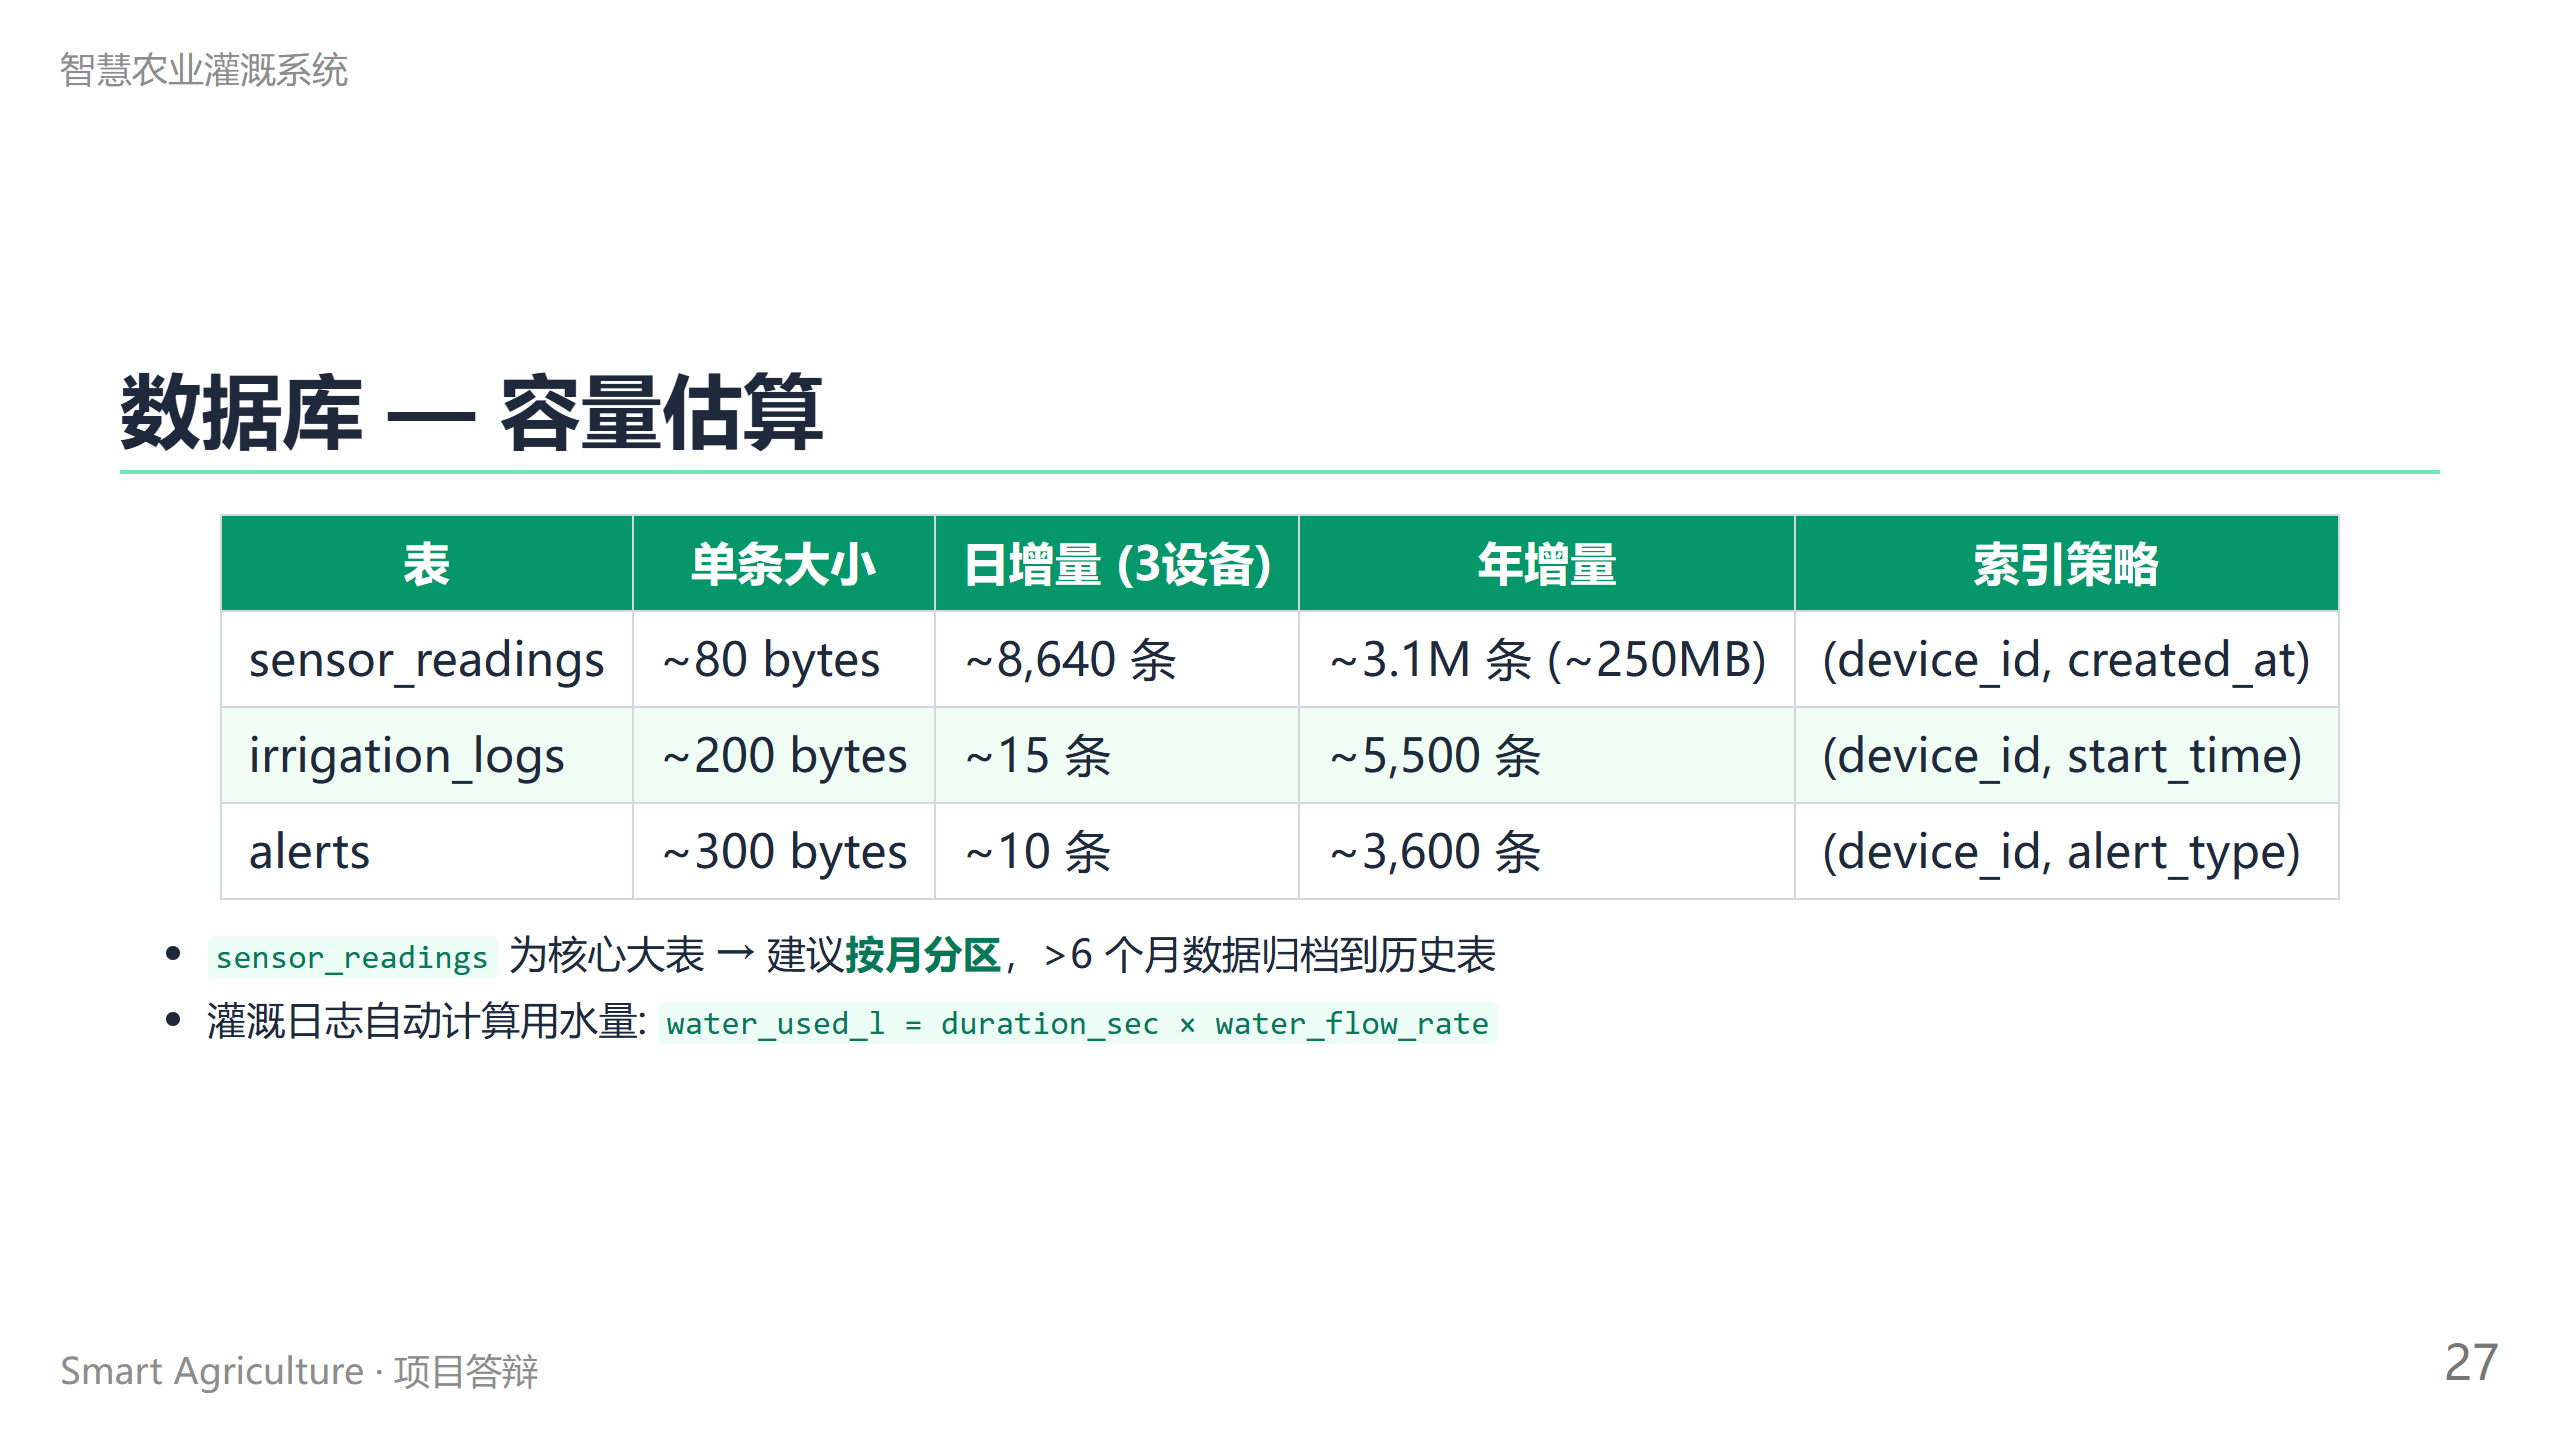 智慧农业灌溉系统
数据库 — 容量估算
表 单条大小 日增量 (3设备) 年增量 索引策略
sensor_readings ~80 bytes ~8,640 条 ~3.1M 条 (~250MB) (device_id, created_at)
irrigation_logs ~200 bytes ~15 条 ~5,500 条 (device_id, start_time)
alerts ~300 bytes ~10 条 ~3,600 条 (device_id, alert_type)
• sensor_readings 为核心大表 → 建议按月分区，>6 个月数据归档到历史表
• 灌溉日志自动计算用水量: water_used_l = duration_sec × water_flow_rate
Smart Agriculture · 项目答辩
27